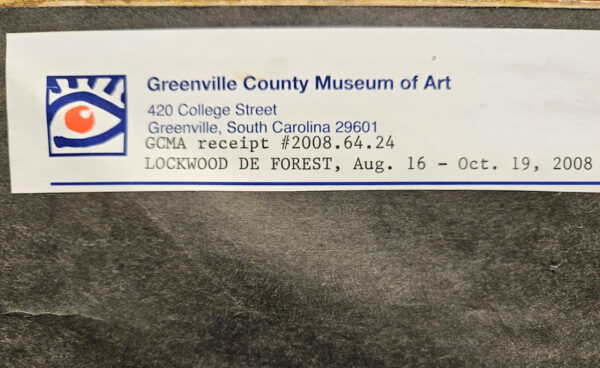 Greenville County Museum of Art
420 College Street
Greenville, South Carolina 29601
GCMA receipt #2008.64.24
LOCKWOOD DE FOREST, Aug. 16 - Oct. 19, 2008